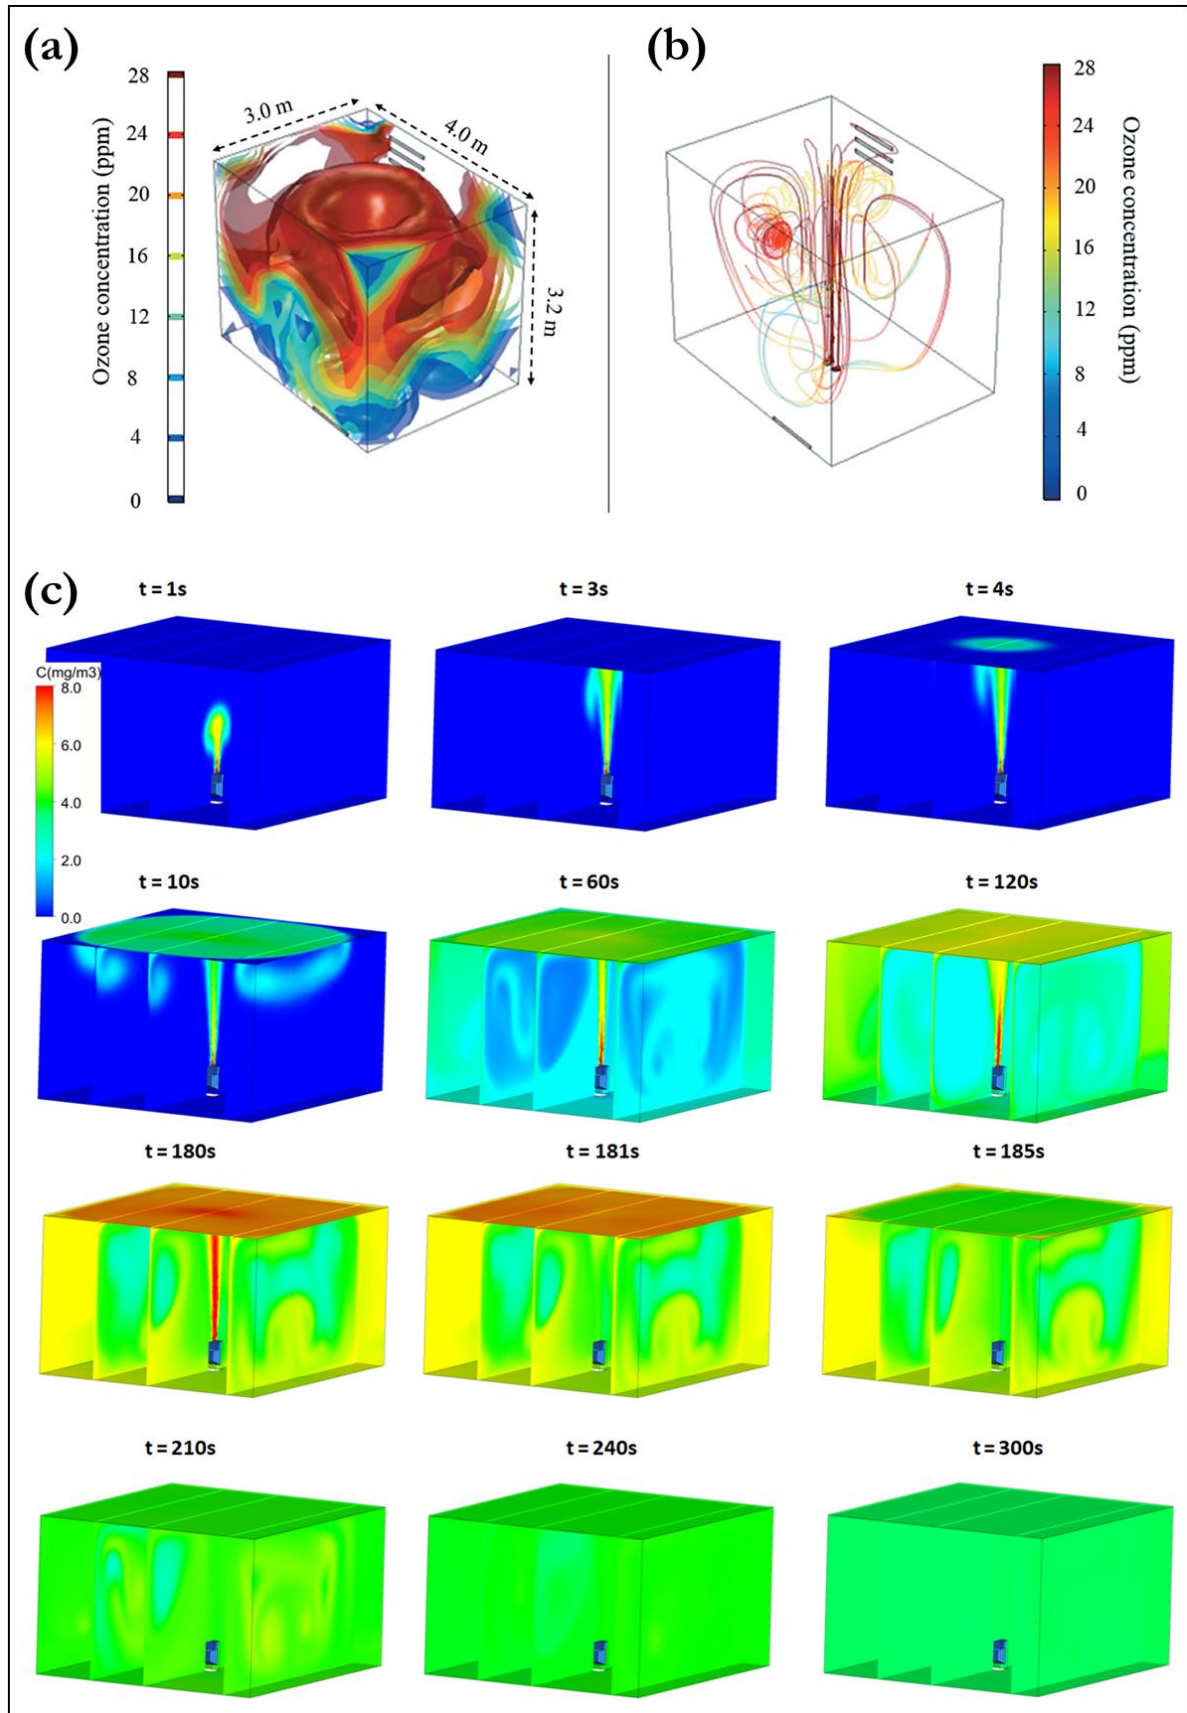 (a)
28
24
20
16
12
8
4
0
Ozone concentration (ppm)
3.0 m
4.0 m
3.2 m
(b)
28
24
20
16
12
8
4
0
Ozone concentration (ppm)
(c)
t = 1s
t = 3s
t = 4s
C(mg/m3)
8.0
6.0
4.0
2.0
0.0
t = 10s
t = 60s
t = 120s
t = 180s
t = 181s
t = 185s
t = 210s
t = 240s
t = 300s